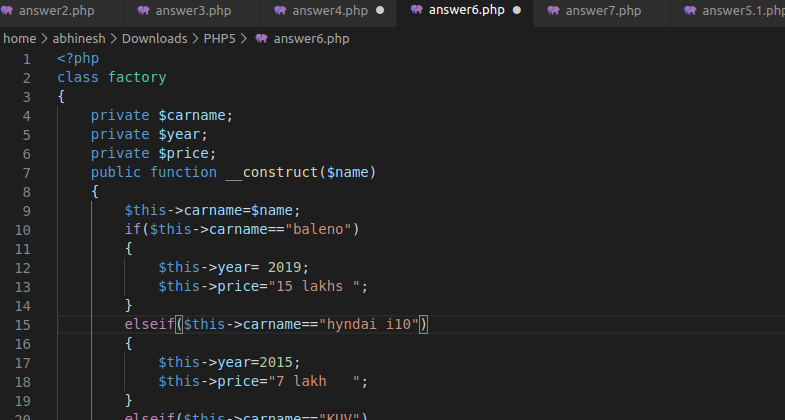 answer2.php answer3.php answer4.php answer6.php answer7.php answer5.1.php
home > abhinesh > Downloads > PHP5 > answer6.php
1 <?php
2 class factory
3 {
4 private $carname;
5 private $year;
6 private $price;
7 public function __construct($name)
8 {
9 $this->carname=$name;
10 if($this->carname=="baleno")
11 {
12 $this->year= 2019;
13 $this->price="15 lakhs ";
14 }
15 elseif($this->carname=="hyndai i10")
16 {
17 $this->year=2015;
18 $this->price="7 lakh   ";
19 }
20 elseif($this->carname=="KUV")